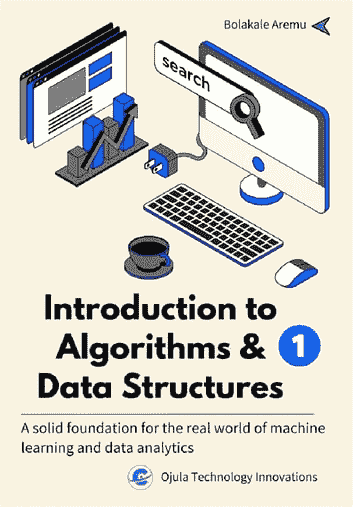 Bolakale Aremu
search
Introduction to
Algorithms &
1
Data Structures
A solid foundation for the real world of machine
learning and data analytics
Ojula Technology Innovations